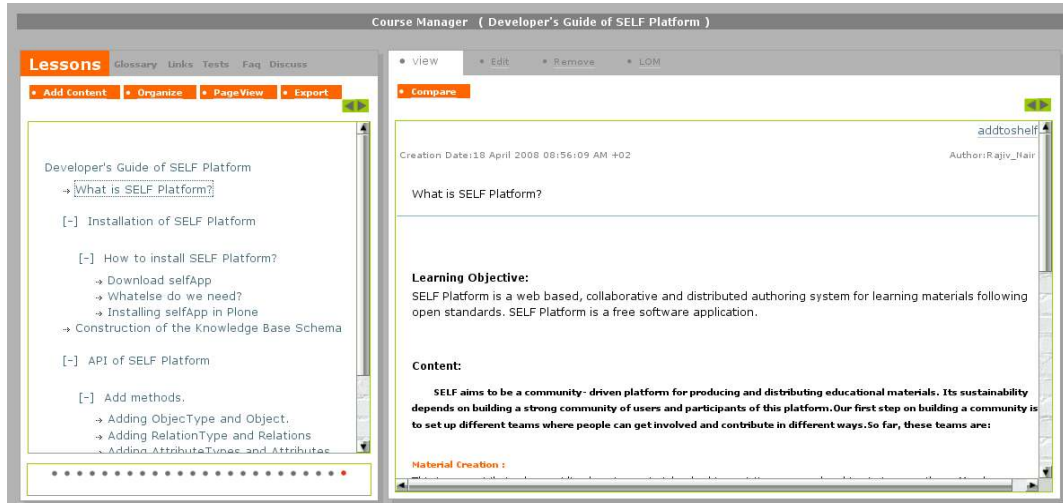 Course Manager ( Developer's Guide of SELF Platform )
Lessons Glossary Links Tests Faq Discuss
• Add Content • Organize • PageView • Export
Developer's Guide of SELF Platform
→ What is SELF Platform?
[-] Installation of SELF Platform
[-] How to install SELF Platform?
→ Download selfApp
→ Whatelse do we need?
→ Installing selfApp in Plone
→ Construction of the Knowledge Base Schema
[-] API of SELF Platform
[-] Add methods.
→ Adding ObjecType and Object.
→ Adding RelationType and Relations
→ Adding AttributeTypes and Attributes
• view • Edit • Remove • LOM
• Compare
addtoshelf
Creation Date:18 April 2008 08:56:09 AM +02 Author:Rajiv_Nair
What is SELF Platform?
Learning Objective:
SELF Platform is a web based, collaborative and distributed authoring system for learning materials following
open standards. SELF Platform is a free software application.
Content:
SELF aims to be a community- driven platform for producing and distributing educational materials. Its sustainability
depends on building a strong community of users and participants of this platform.Our first step on building a community is
to set up different teams where people can get involved and contribute in different ways.So far, these teams are:
Material Creation :